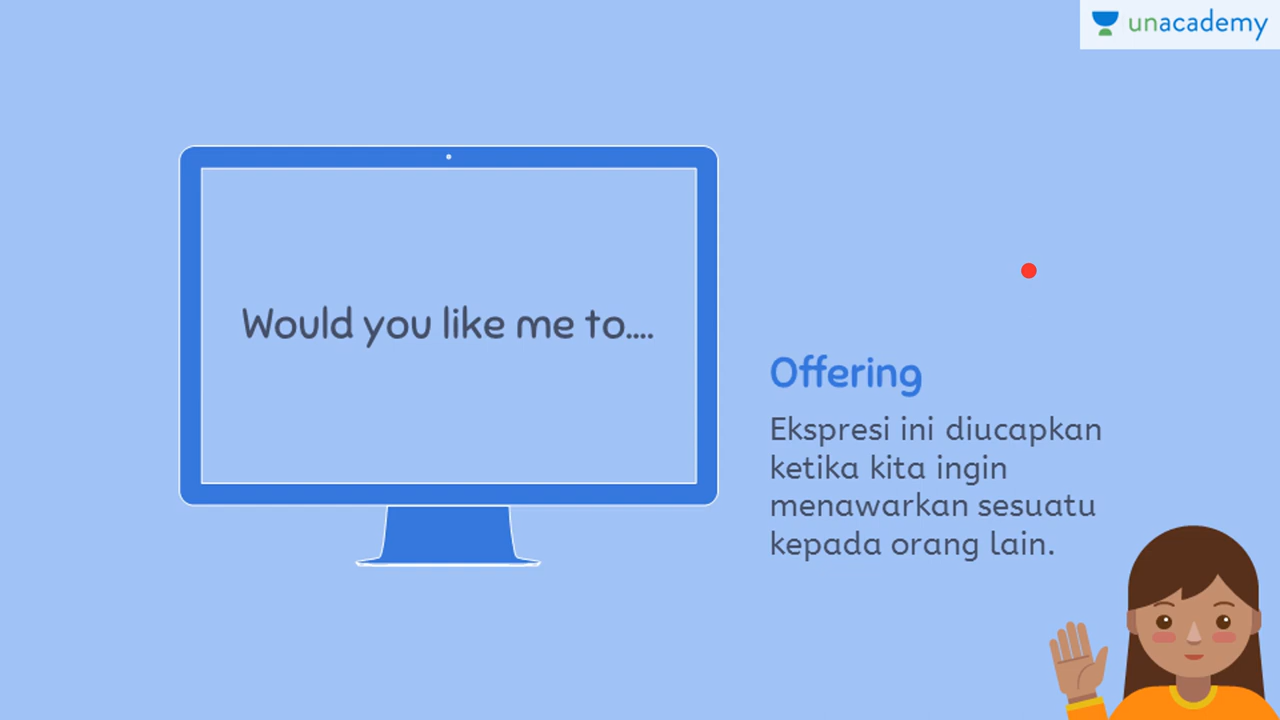 unacademy
Would you like me to....
Offering
Ekspresi ini diucapkan
ketika kita ingin
menawarkan sesuatu
kepada orang lain.